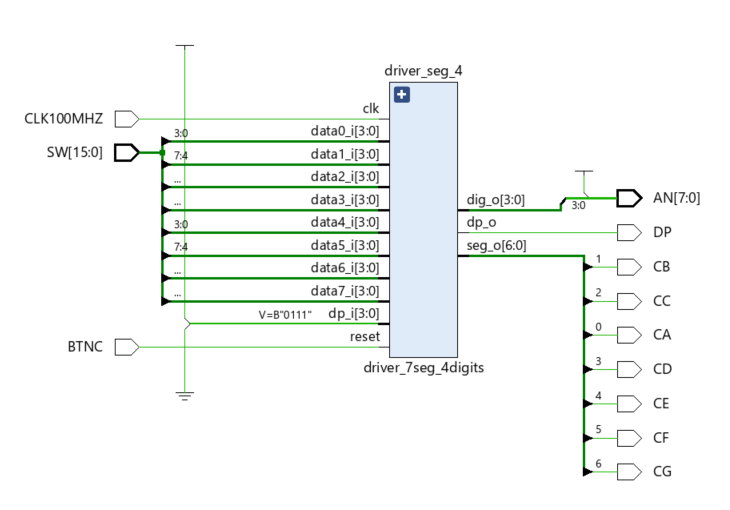 driver_seg_4
CLK100MHZ
clk
SW[15:0]
3:0
data0_i[3:0]
7:4
data1_i[3:0]
...
data2_i[3:0]
...
data3_i[3:0]
3:0
data4_i[3:0]
7:4
data5_i[3:0]
...
data6_i[3:0]
...
data7_i[3:0]
V=B"0111"
dp_i[3:0]
BTNC
reset
driver_7seg_4digits
dig_o[3:0]
3:0
AN[7:0]
dp_o
DP
seg_o[6:0]
1
CB
2
CC
0
CA
3
CD
4
CE
5
CF
6
CG